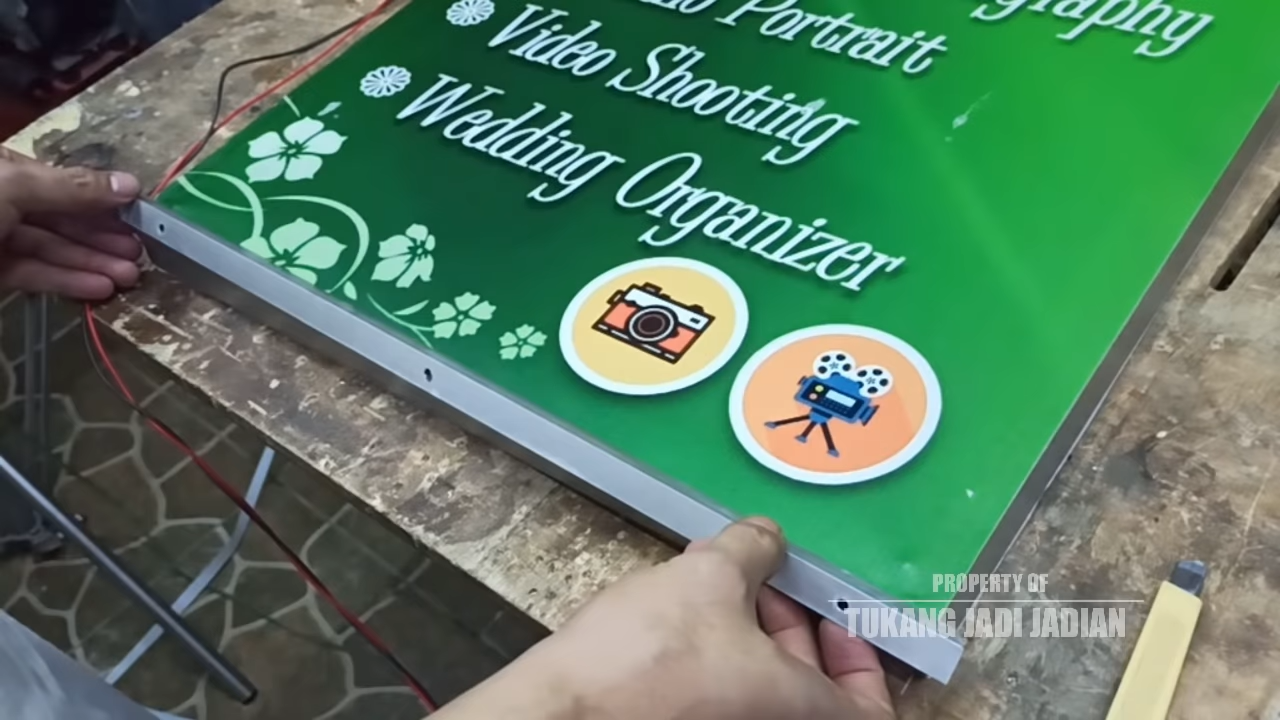 Portrait
Video Shooting
Wedding Organizer
PROPERTY OF
TUKANG JADI JADIAN